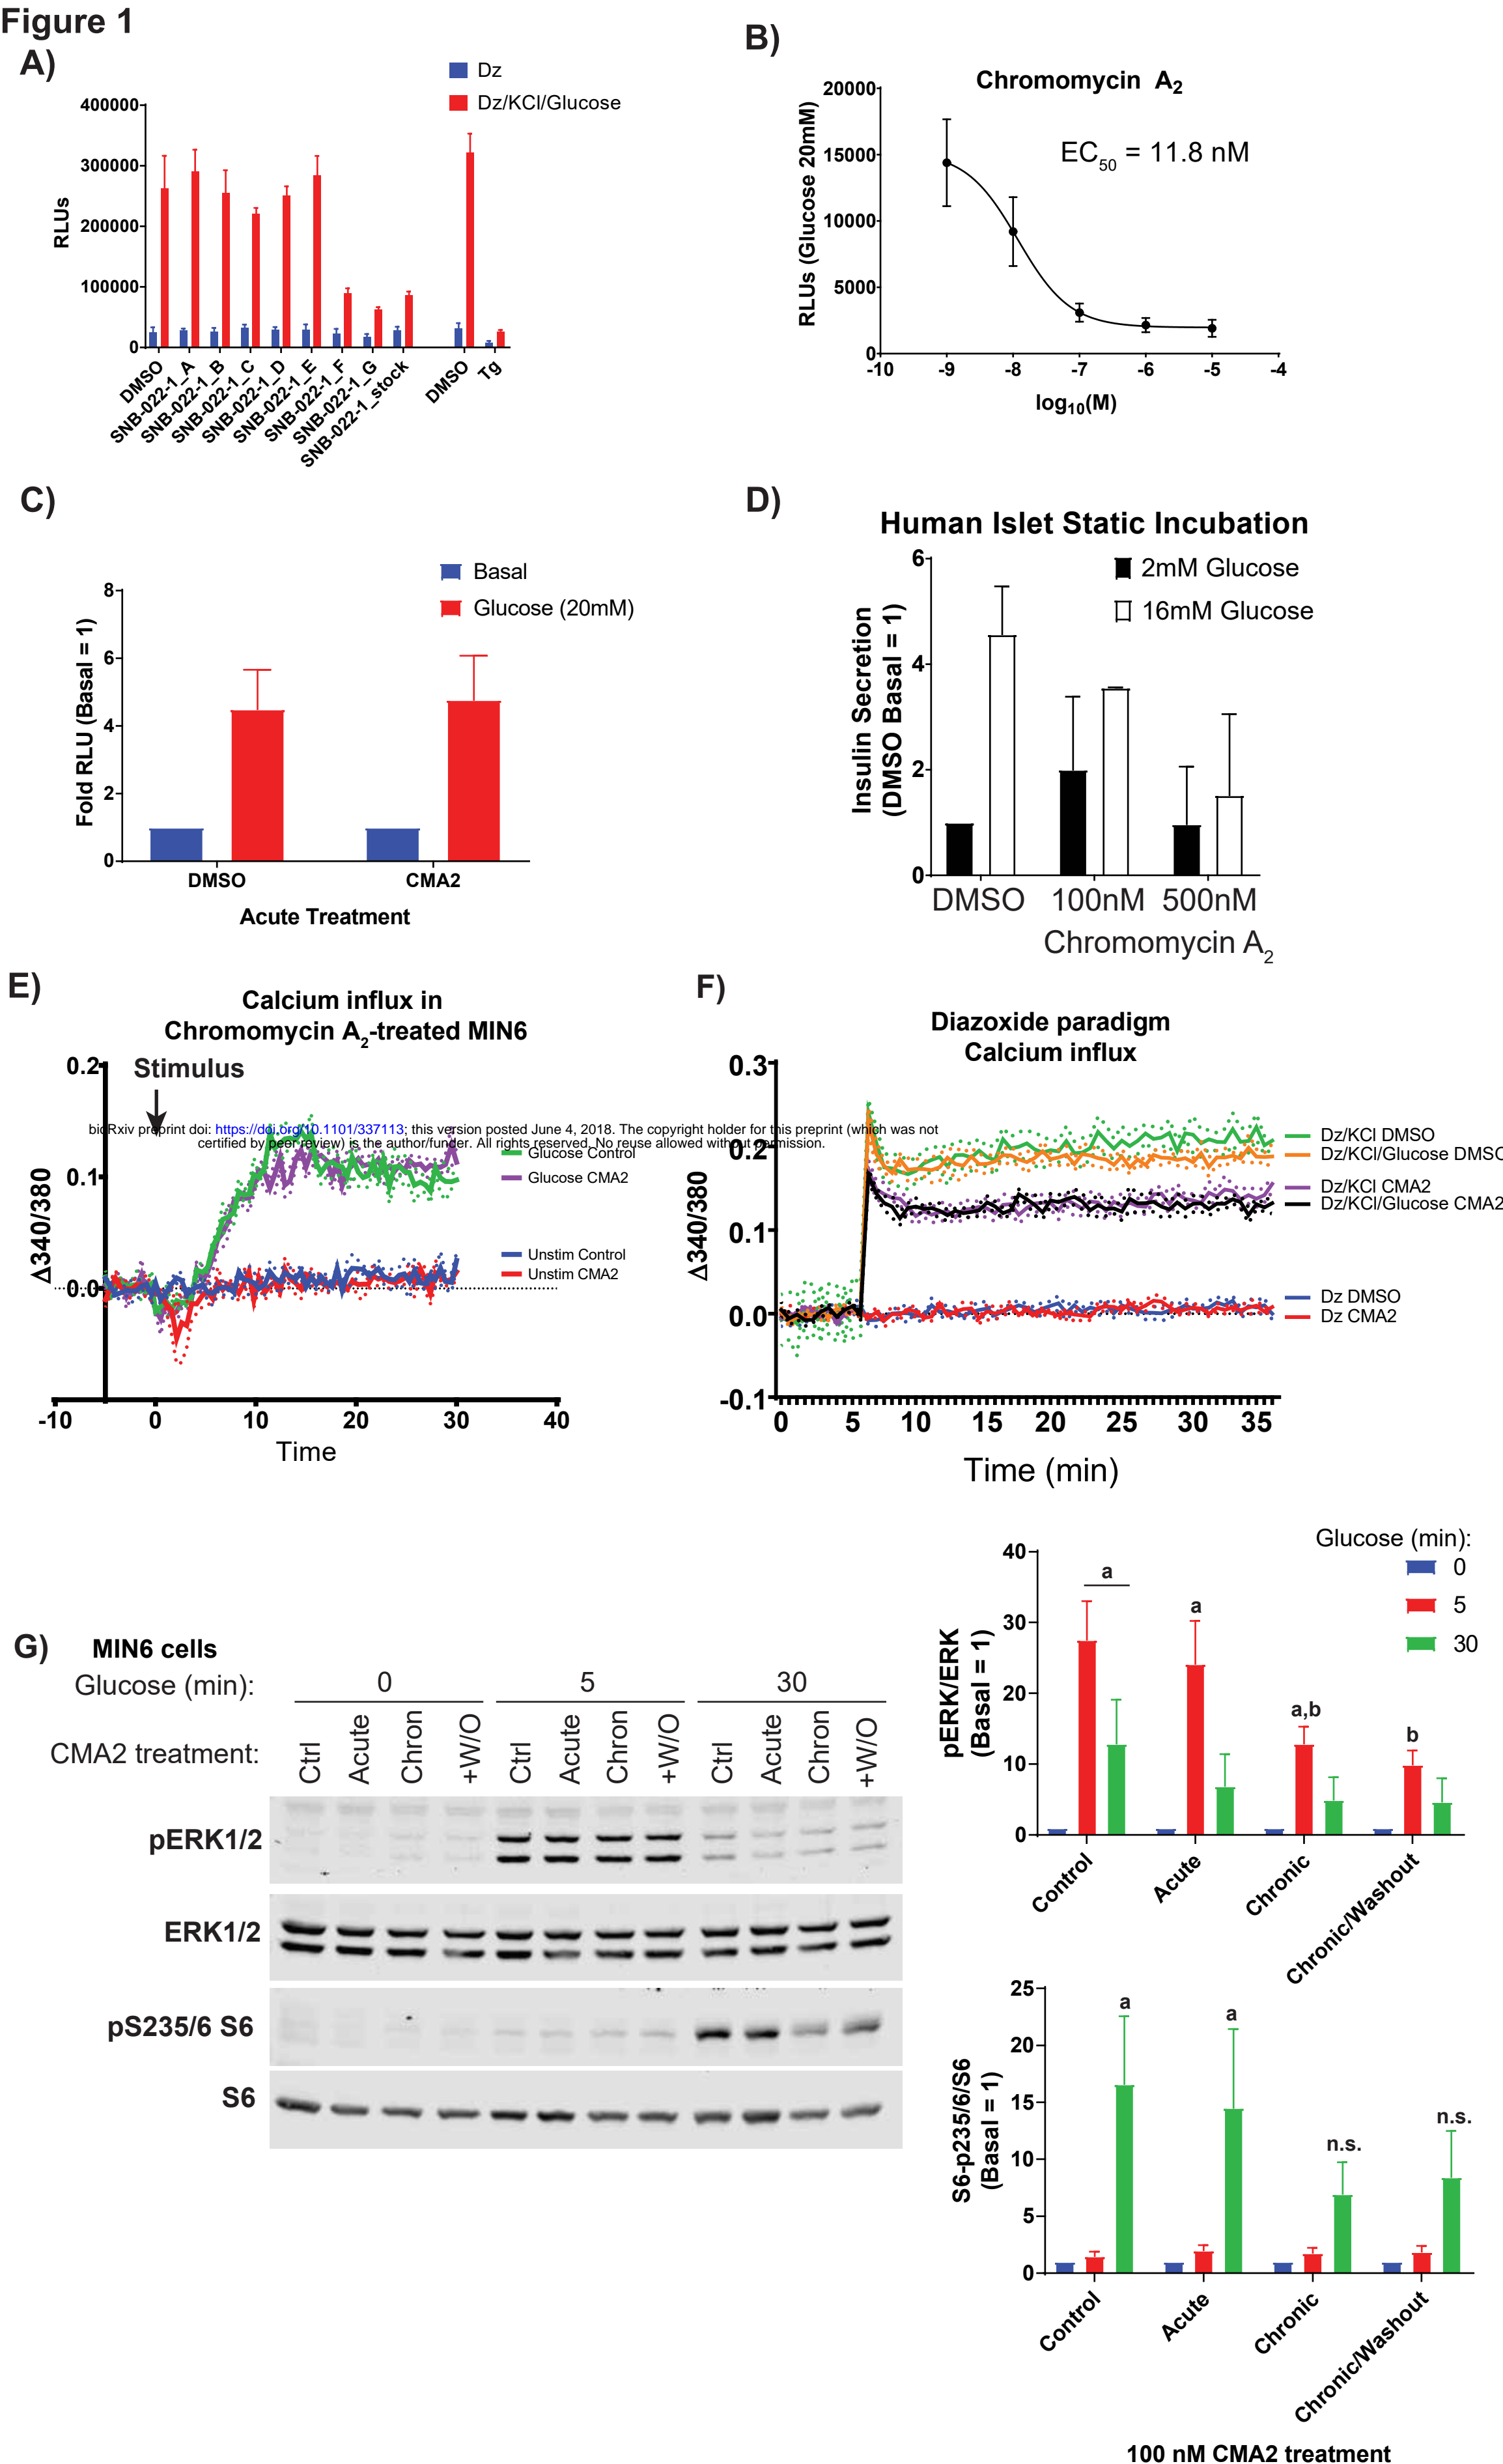 Figure 1
A)
Dz
Dz/KCl/Glucose
RLUs
400000
300000
200000
100000
0
DMSO
SNB-022-1_A
SNB-022-1_B
SNB-022-1_C
SNB-022-1_D
SNB-022-1_E
SNB-022-1_F
SNB-022-1_G
SNB-022-1_stock
DMSO
Tg
B)
Chromomycin A2
EC50 = 11.8 nM
RLUs (Glucose 20mM)
20000
15000
10000
5000
0
-10 -9 -8 -7 -6 -5 -4
log10(M)
C)
Basal
Glucose (20mM)
Fold RLU (Basal = 1)
8
6
4
2
0
DMSO CMA2
Acute Treatment
D)
Human Islet Static Incubation
2mM Glucose
16mM Glucose
Insulin Secretion
(DMSO Basal = 1)
6
4
2
0
DMSO 100nM 500nM
Chromomycin A2
E)
Calcium influx in
Chromomycin A2-treated MIN6
Stimulus
Δ340/380
0.2
0.1
0.0
-10 0 10 20 30 40
Time
Glucose Control
Glucose CMA2
Unstim Control
Unstim CMA2
bioRxiv preprint doi: https://doi.org/10.1101/337113; this version posted June 4, 2018. The copyright holder for this preprint (which was not
certified by peer review) is the author/funder. All rights reserved. No reuse allowed without permission.
F)
Diazoxide paradigm
Calcium influx
Δ340/380
0.3
0.2
0.1
0.0
-0.1
0 5 10 15 20 25 30 35
Time (min)
Dz/KCl DMSO
Dz/KCl/Glucose DMSO
Dz/KCl CMA2
Dz/KCl/Glucose CMA2
Dz DMSO
Dz CMA2
G)
MIN6 cells
Glucose (min): 0 5 30
CMA2 treatment: Ctrl Acute Chron +W/O Ctrl Acute Chron +W/O Ctrl Acute Chron +W/O
pERK1/2
ERK1/2
pS235/6 S6
S6
Glucose (min):
0
5
30
pERK/ERK
(Basal = 1)
40
30
20
10
0
a
a
a,b
b
Control
Acute
Chronic
Chronic/Washout
S6-p235/6/S6
(Basal = 1)
25
20
15
10
5
0
a
a
n.s.
n.s.
Control
Acute
Chronic
Chronic/Washout
100 nM CMA2 treatment